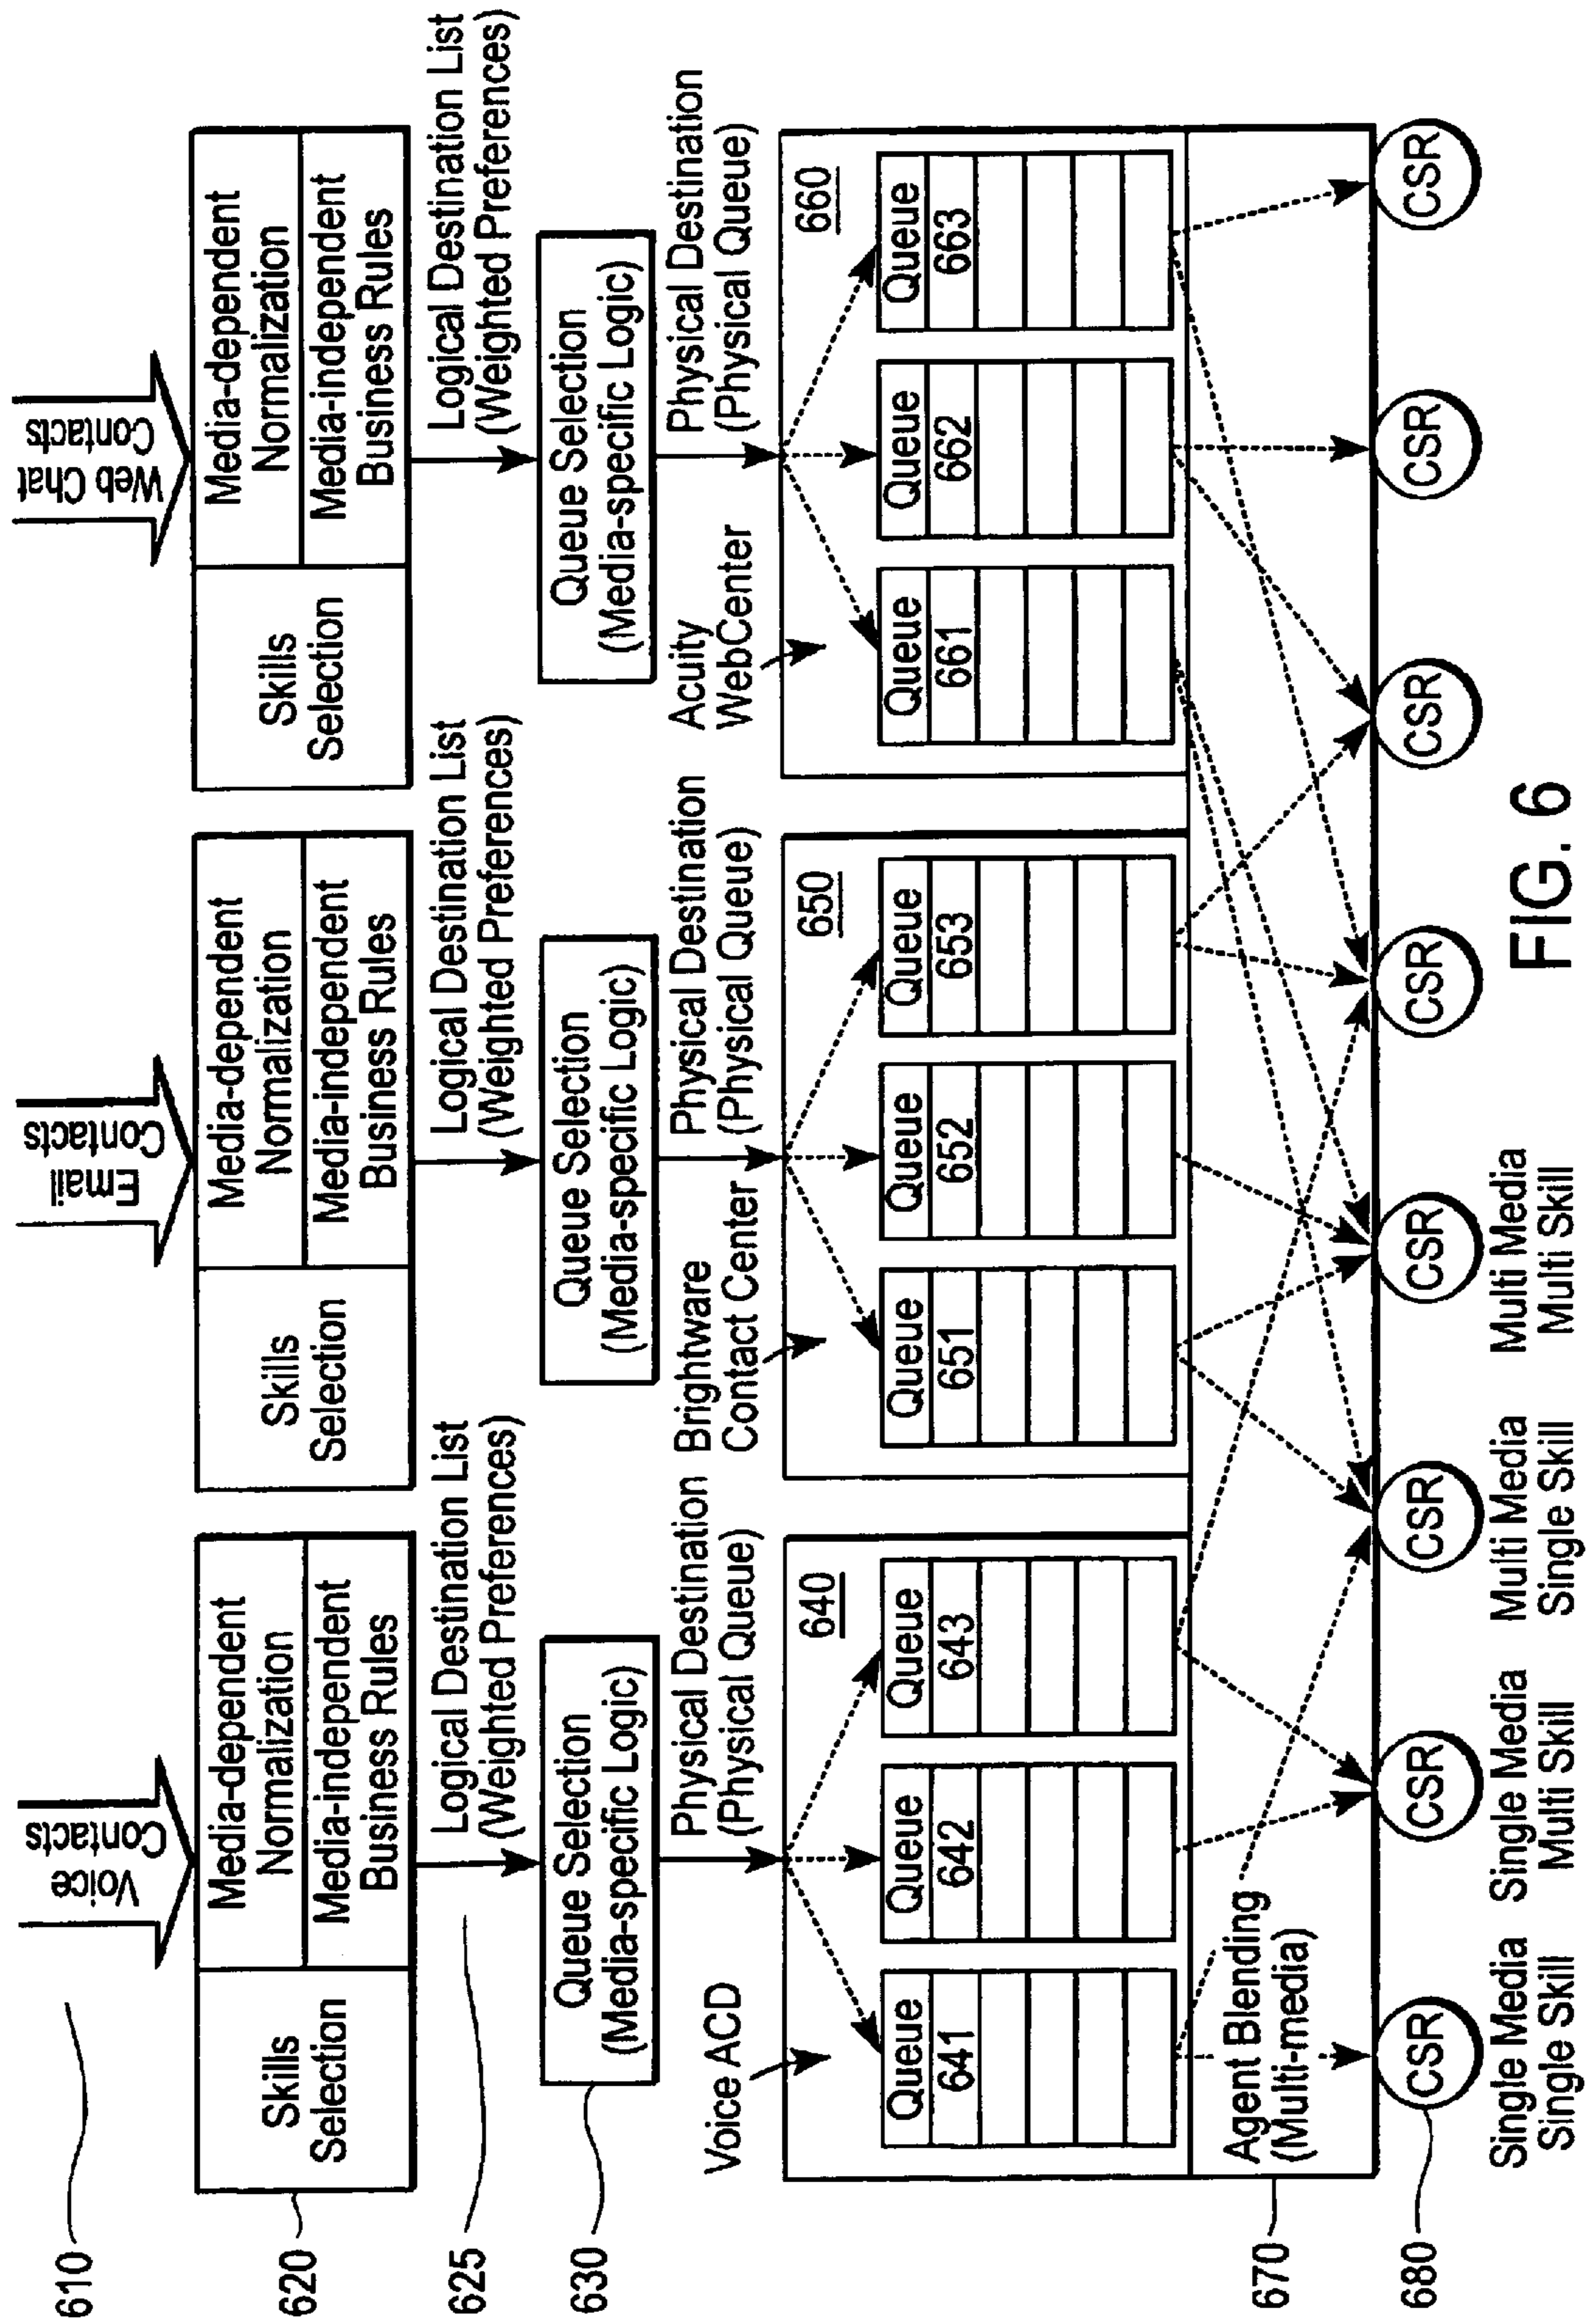 610
Voice
Contacts
Email
Contacts
Web Chat
Contacts
620
Skills
Selection
Media-dependent
Normalization
Media-independent
Business Rules
Skills
Selection
Media-dependent
Normalization
Media-independent
Business Rules
Skills
Selection
Media-dependent
Normalization
Media-independent
Business Rules
625
Logical Destination List
(Weighted Preferences)
Logical Destination List
(Weighted Preferences)
Logical Destination List
(Weighted Preferences)
630
Queue Selection
(Media-specific Logic)
Queue Selection
(Media-specific Logic)
Queue Selection
(Media-specific Logic)
Voice ACD
Physical Destination
(Physical Queue)
Brightware
Contact Center
Physical Destination
(Physical Queue)
Acuity
WebCenter
Physical Destination
(Physical Queue)
640
650
660
Queue
641
Queue
642
Queue
643
Queue
651
Queue
652
Queue
653
Queue
661
Queue
662
Queue
663
670
Agent Blending
(Multi-media)
680
CSR
CSR
CSR
CSR
CSR
CSR
CSR
CSR
Single Media
Single Skill
Single Media
Multi Skill
Multi Media
Single Skill
Multi Media
Multi Skill
FIG. 6